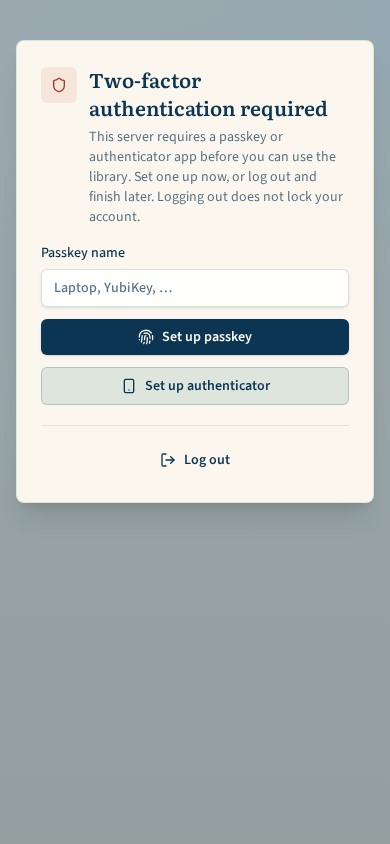 Two-factor
authentication required
This server requires a passkey or
authenticator app before you can use the
library. Set one up now, or log out and
finish later. Logging out does not lock your
account.
Passkey name
Laptop, YubiKey, …
Set up passkey
Set up authenticator
Log out